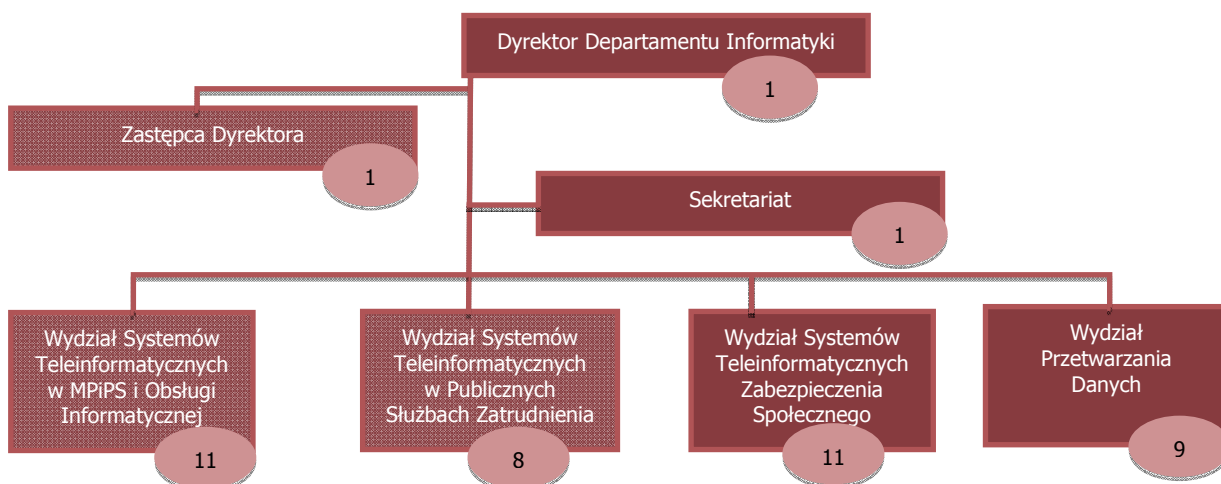 Dyrektor Departamentu Informatyki
1
Zastępca Dyrektora
1
Sekretariat
1
Wydział Systemów
Teleinformatycznych
w MPiPS i Obsługi
Informatycznej
11
Wydział Systemów
Teleinformatycznych
w Publicznych
Służbach Zatrudnienia
8
Wydział Systemów
Teleinformatycznych
Zabezpieczenia
Społecznego
11
Wydział
Przetwarzania
Danych
9